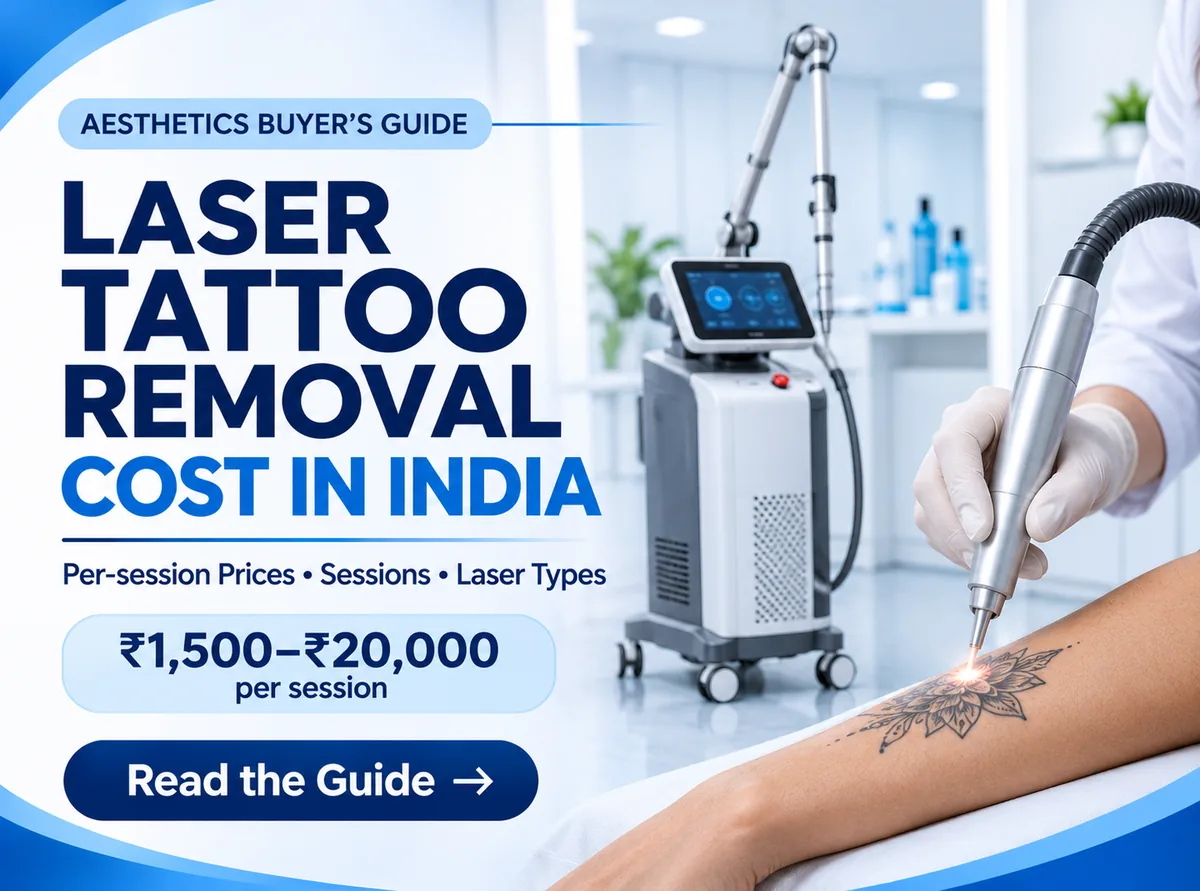 AESTHETICS BUYER'S GUIDE
LASER
TATTOO
REMOVAL
COST IN INDIA
Per-session Prices • Sessions • Laser Types
₹1,500–₹20,000
per session
Read the Guide →